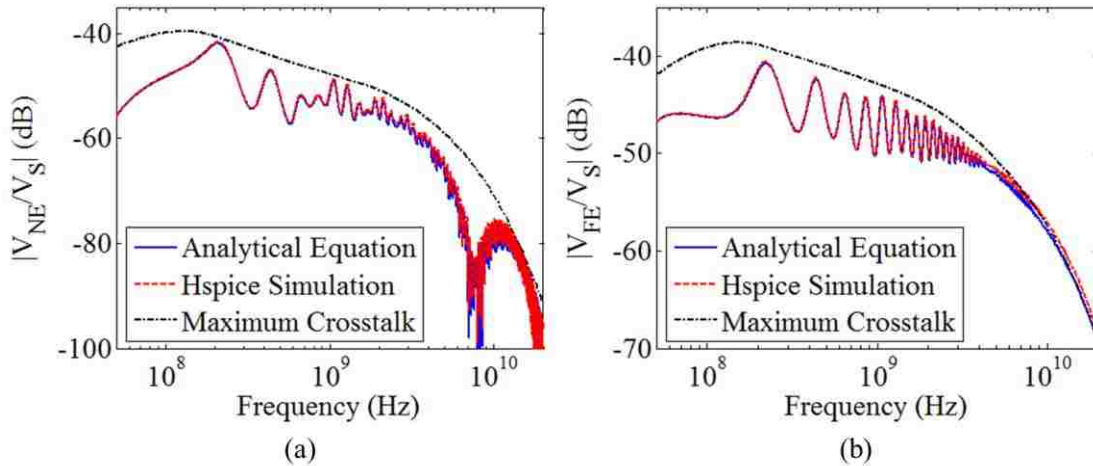 |V_NE/V_S| (dB)
-40
-60
-80
-100
Analytical Equation
Hspice Simulation
Maximum Crosstalk
10^8
10^9
10^10
Frequency (Hz)
(a)
|V_FE/V_S| (dB)
-35
-40
-50
-60
-70
Analytical Equation
Hspice Simulation
Maximum Crosstalk
10^8
10^9
10^10
Frequency (Hz)
(b)